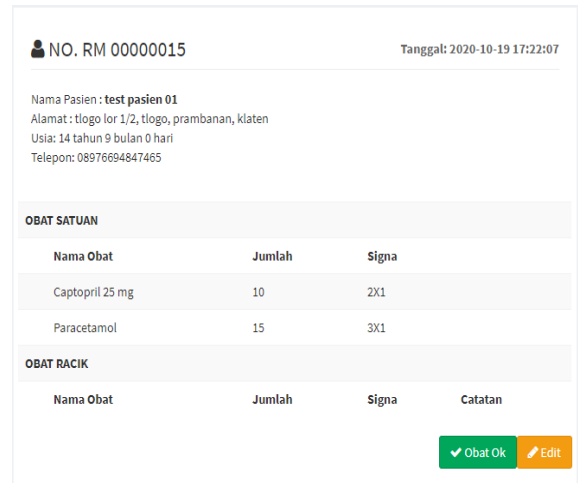 NO. RM 00000015 Tanggal: 2020-10-19 17:22:07
Nama Pasien : test pasien 01
Alamat : tlogo lor 1/2, tlogo, prambanan, klaten
Usia: 14 tahun 9 bulan 0 hari
Telepon: 08976694847465
OBAT SATUAN
Nama Obat Jumlah Signa
Captopril 25 mg 10 2X1
Paracetamol 15 3X1
OBAT RACIK
Nama Obat Jumlah Signa Catatan
Obat Ok Edit